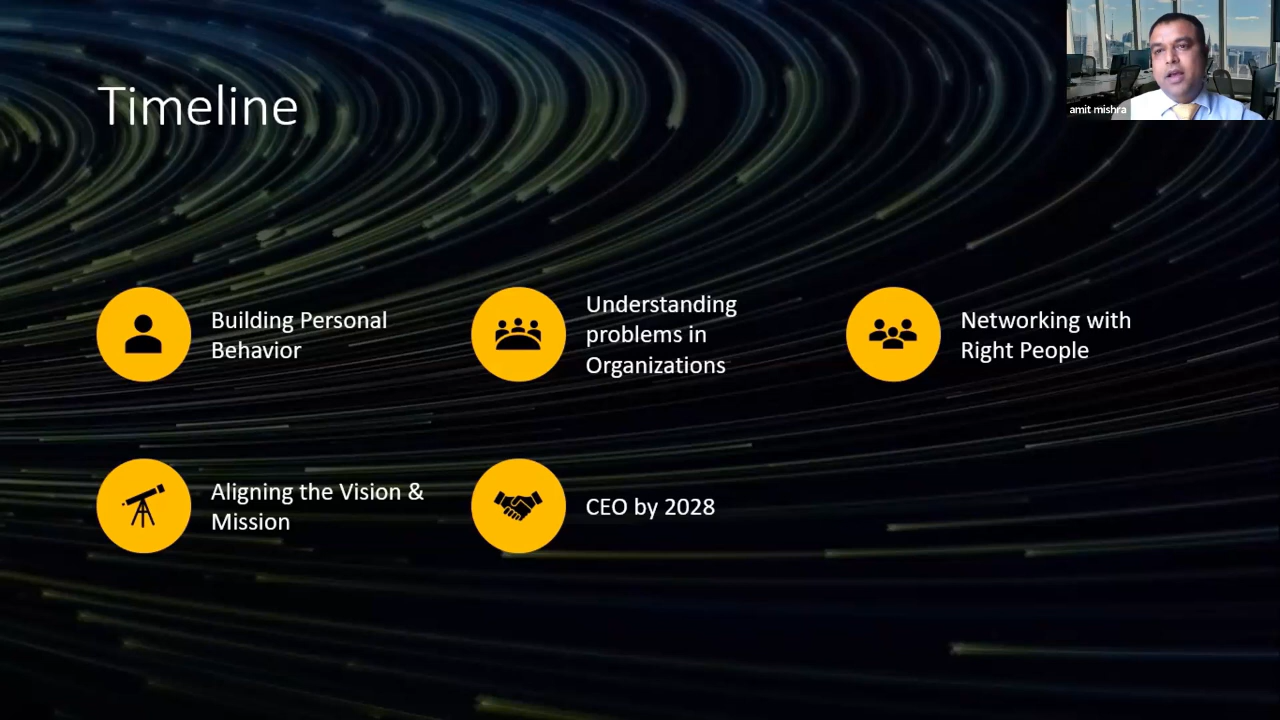 Timeline
amit mishra
Building Personal
Behavior
Understanding
problems in
Organizations
Networking with
Right People
Aligning the Vision &
Mission
CEO by 2028